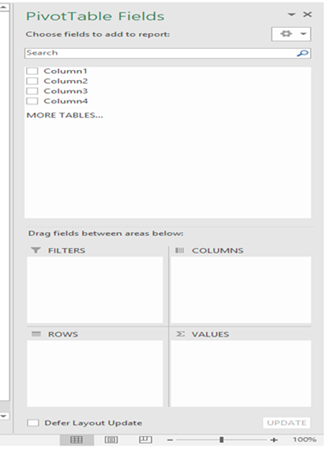 PivotTable Fields
Choose fields to add to report:
Search
Column1
Column2
Column3
Column4
MORE TABLES...
Drag fields between areas below:
FILTERS
COLUMNS
ROWS
Σ VALUES
Defer Layout Update
UPDATE
100%